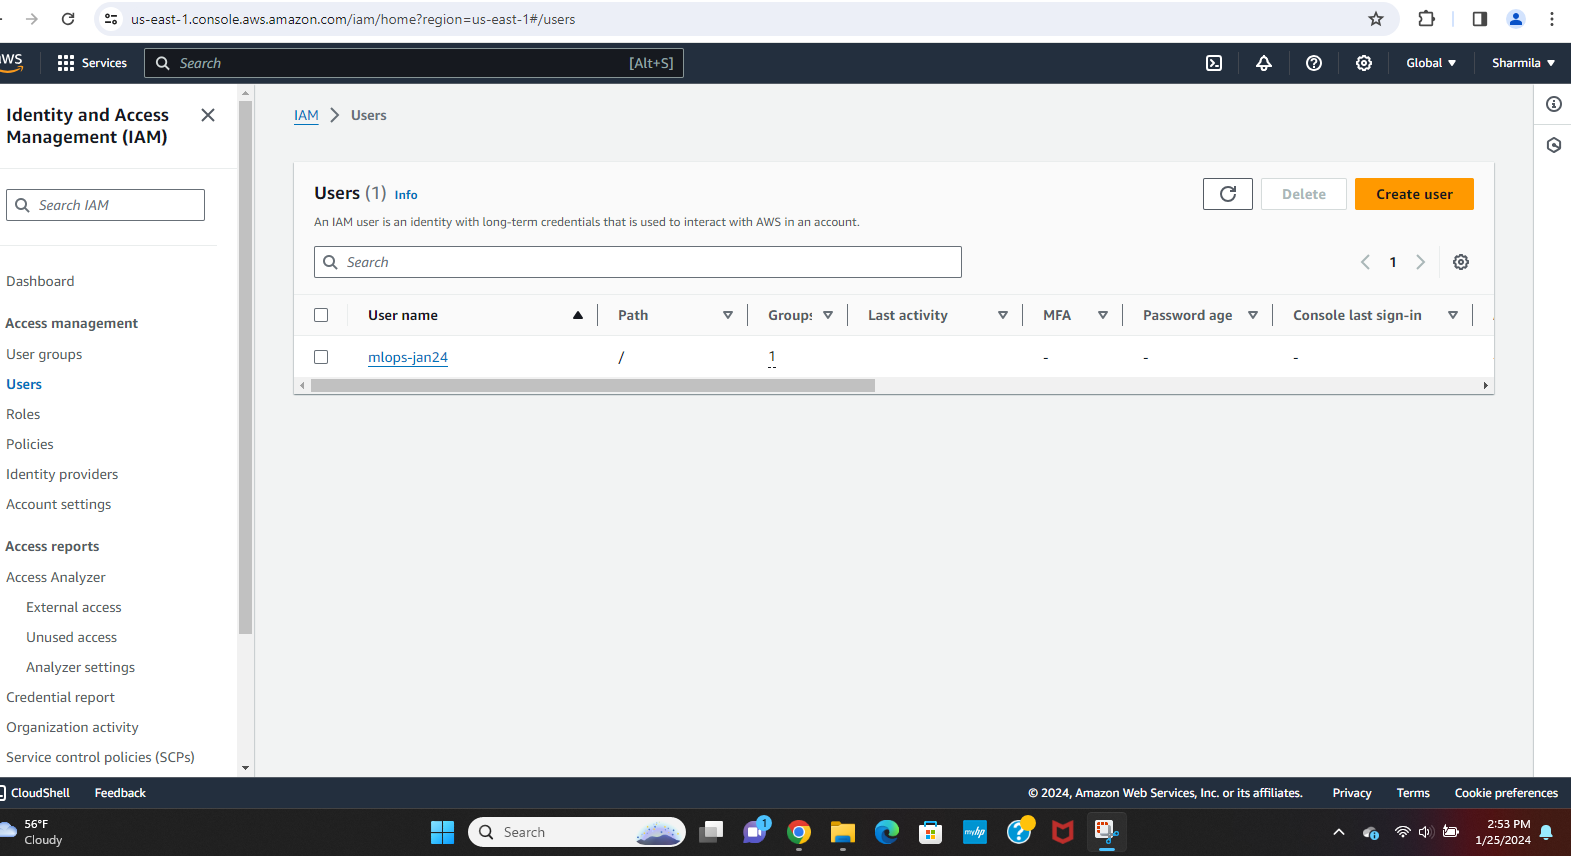 us-east-1.console.aws.amazon.com/iam/home?region=us-east-1#/users
aws
Services
Search
[Alt+S]
Global
Sharmila
Identity and Access
Management (IAM)
Search IAM
Dashboard
Access management
User groups
Users
Roles
Policies
Identity providers
Account settings
Access reports
Access Analyzer
External access
Unused access
Analyzer settings
Credential report
Organization activity
Service control policies (SCPs)
IAM > Users
Users (1) Info
Delete
Create user
An IAM user is an identity with long-term credentials that is used to interact with AWS in an account.
Search
1
User name Path Groups Last activity MFA Password age Console last sign-in
mlops-jan24 / 1 - - -
CloudShell Feedback
© 2024, Amazon Web Services, Inc. or its affiliates. Privacy Terms Cookie preferences
56°F
Cloudy
Search
1
myhp
2:53 PM
1/25/2024